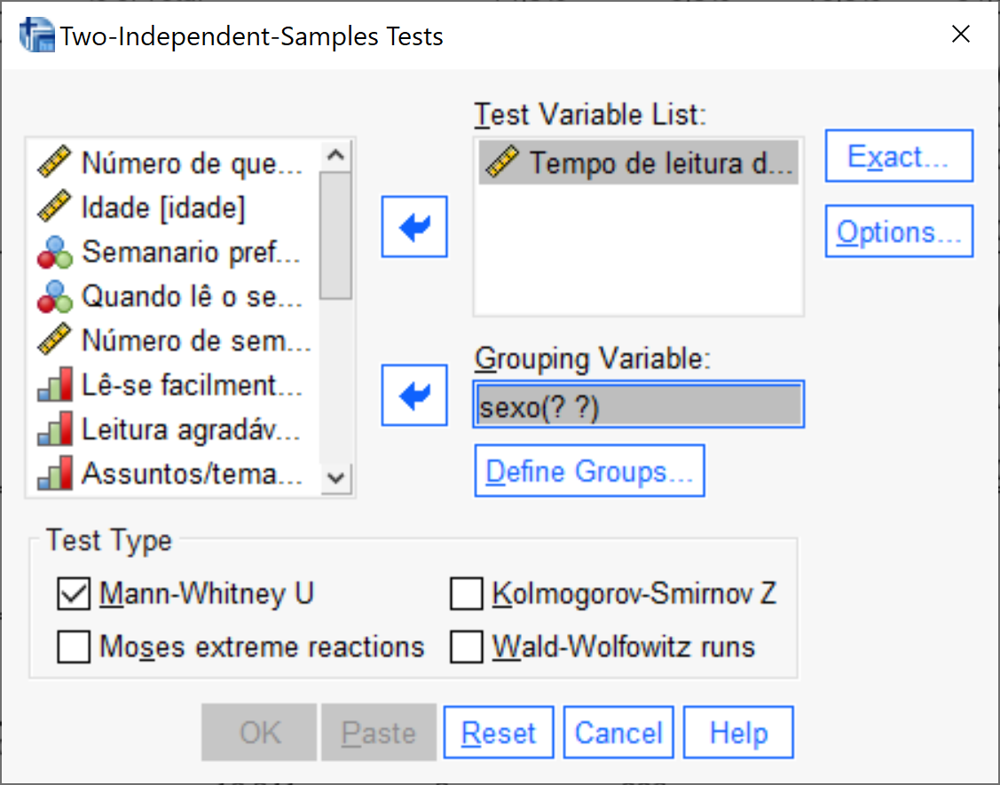 Two-Independent-Samples Tests
Test Variable List:
Número de que...
Idade [idade]
Semanario pref...
Quando lê o se...
Número de sem...
Lê-se facilment...
Leitura agradáv...
Assuntos/tema...
Tempo de leitura d...
Exact...
Options...
Grouping Variable:
sexo(? ?)
Define Groups...
Test Type
Mann-Whitney U
Kolmogorov-Smirnov Z
Moses extreme reactions
Wald-Wolfowitz runs
OK
Paste
Reset
Cancel
Help